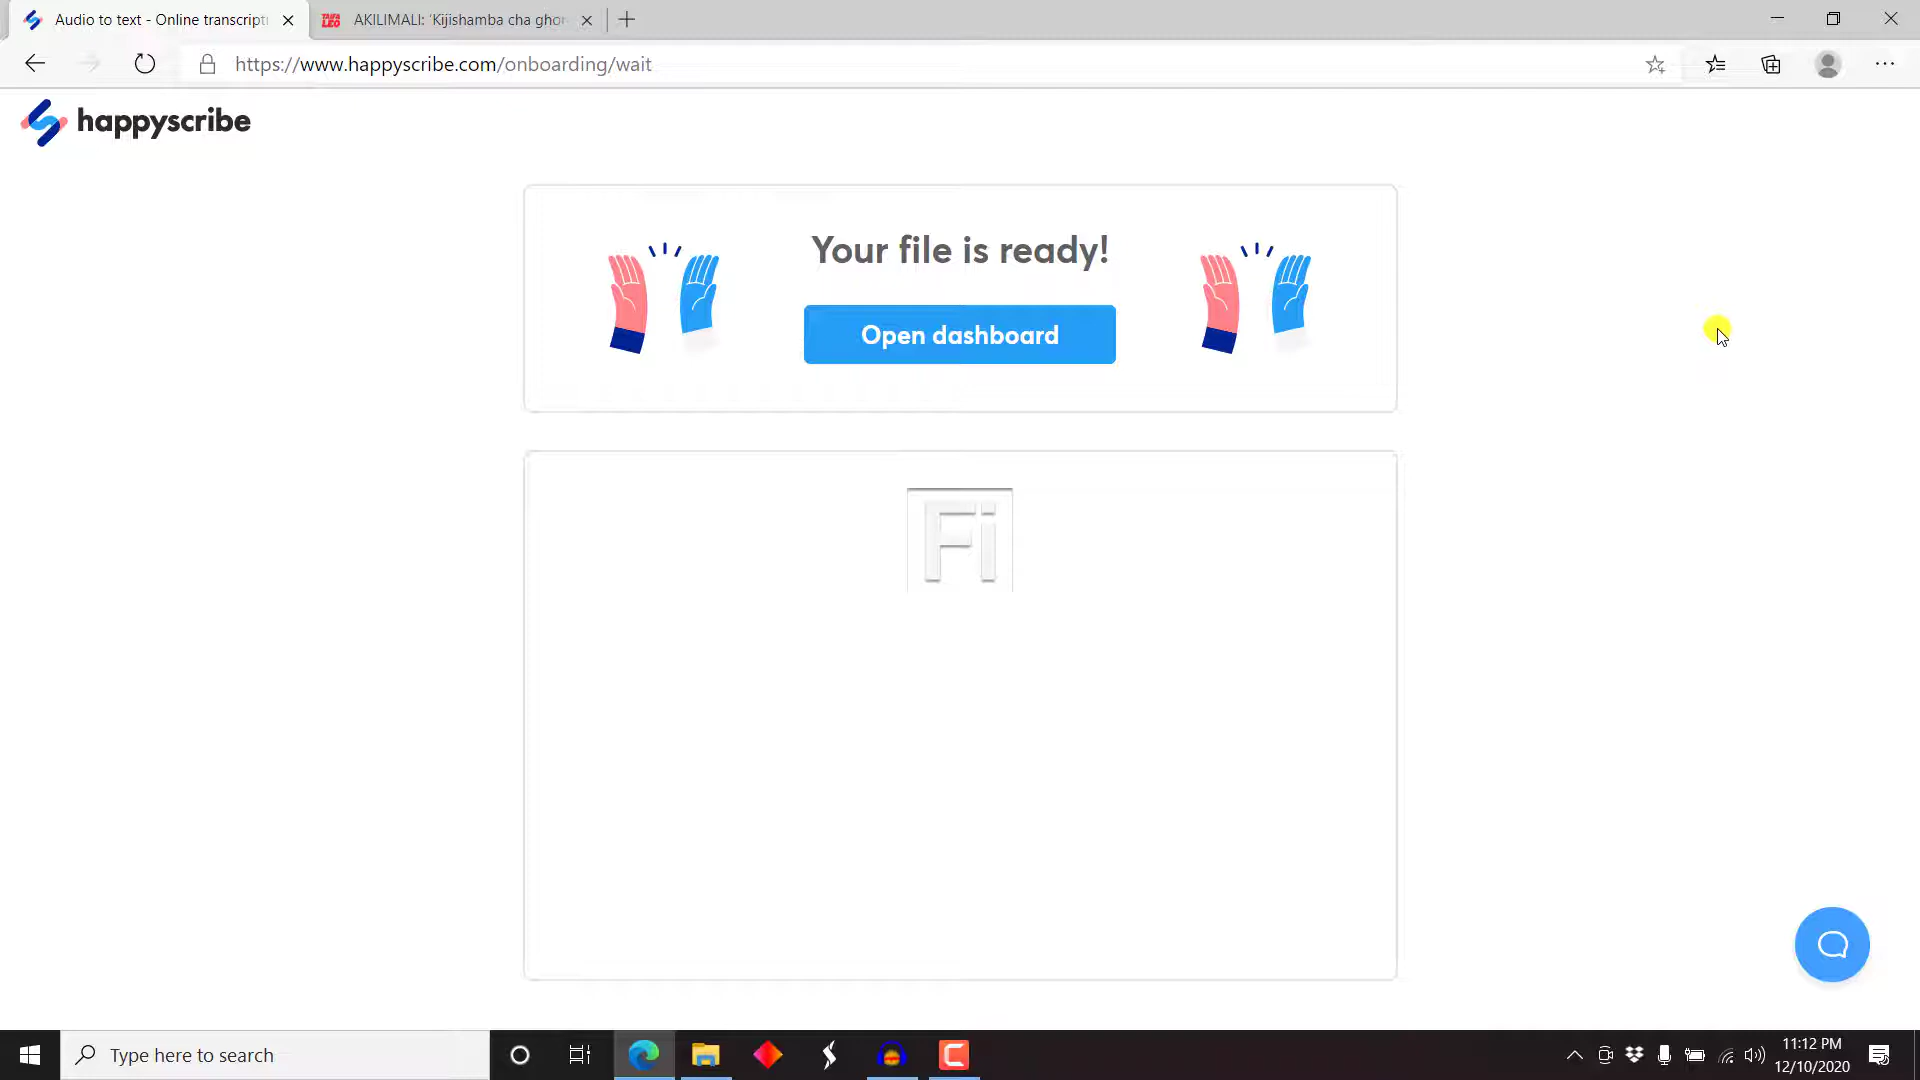 Audio to text - Online transcripti
AKILIMALI: 'Kijishamba cha ghor
https://www.happyscribe.com/onboarding/wait
happyscribe
Your file is ready!
Open dashboard
Fi
Type here to search
11:12 PM
12/10/2020